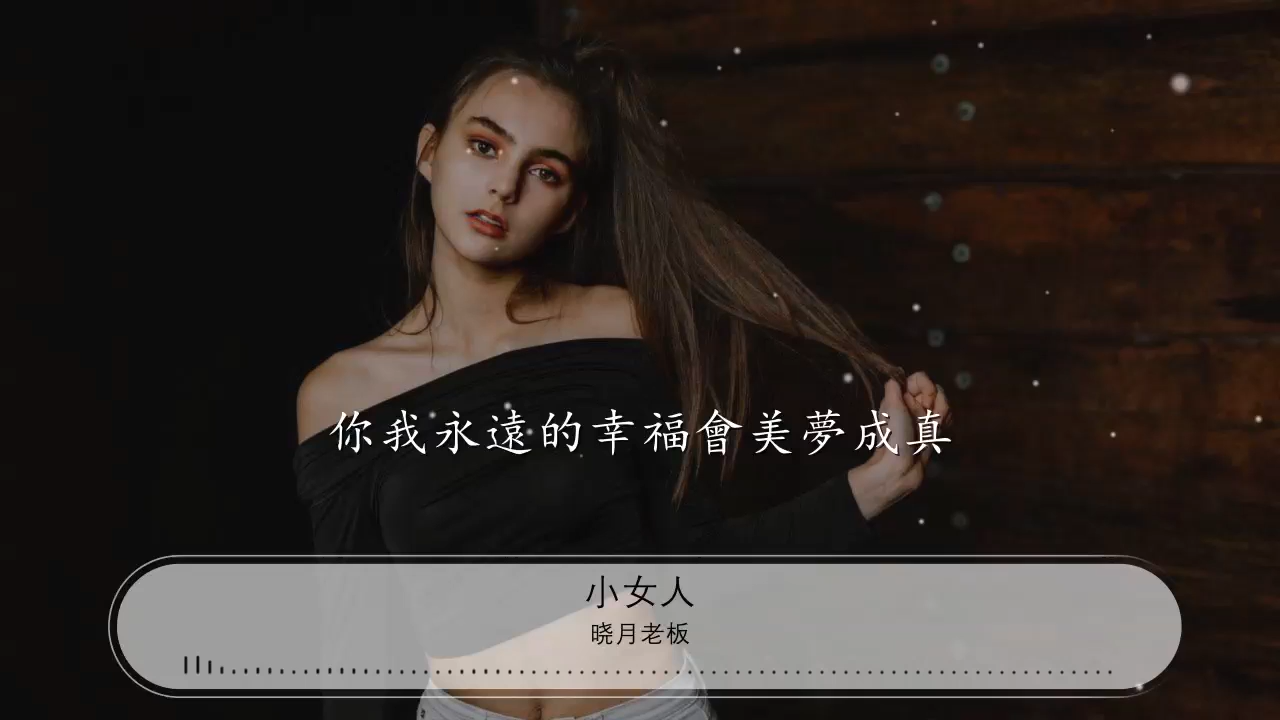 你我永遠的幸福會美夢成真
小女人
晓月老板